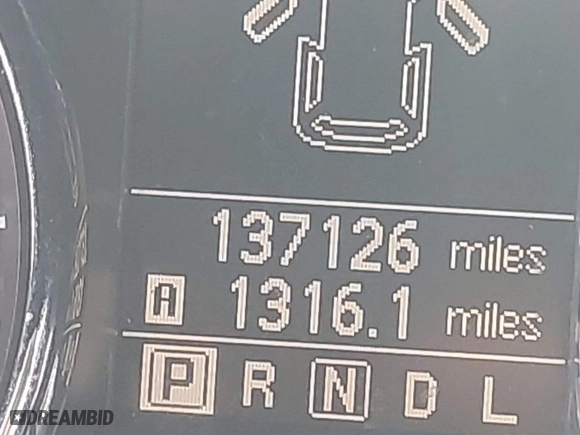 137126 miles
A 1316.1 miles
P R N D L
DREAMBID